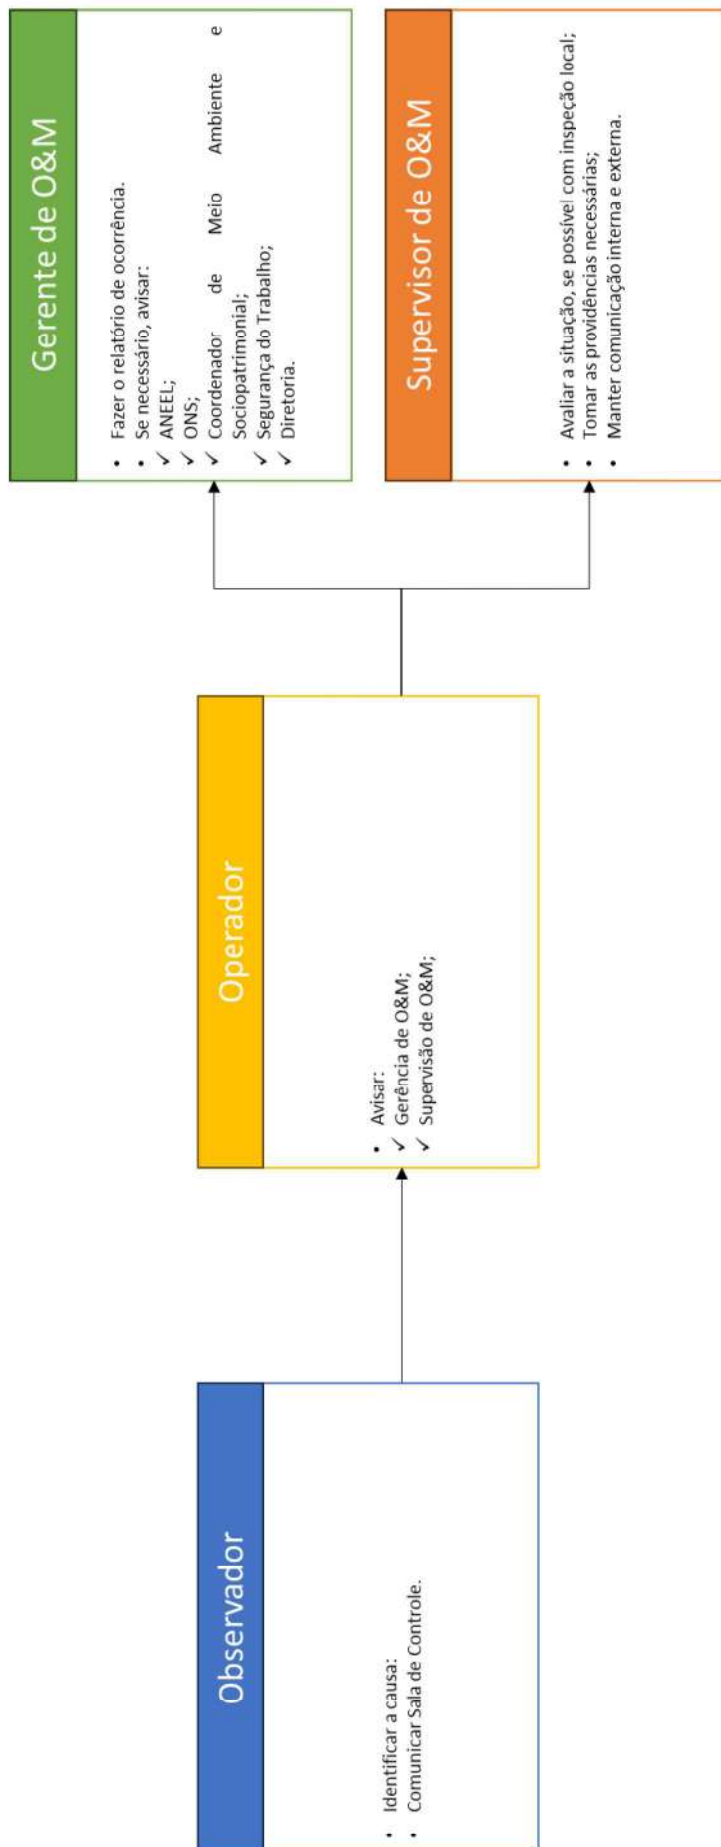 Observador
• Identificar a causa:
• Comunicar Sala de Controle.
Operador
• Avisar:
✓ Gerência de O&M;
✓ Supervisão de O&M;
Gerente de O&M
• Fazer o relatório de ocorrência.
• Se necessário, avisar:
✓ ANEEL;
✓ ONS;
✓ Coordenador de Meio Ambiente e
Sociopatrimonial;
✓ Segurança do Trabalho;
✓ Diretoria.
Supervisor de O&M
• Avaliar a situação, se possível com inspeção local;
• Tomar as providências necessárias;
• Manter comunicação interna e externa.